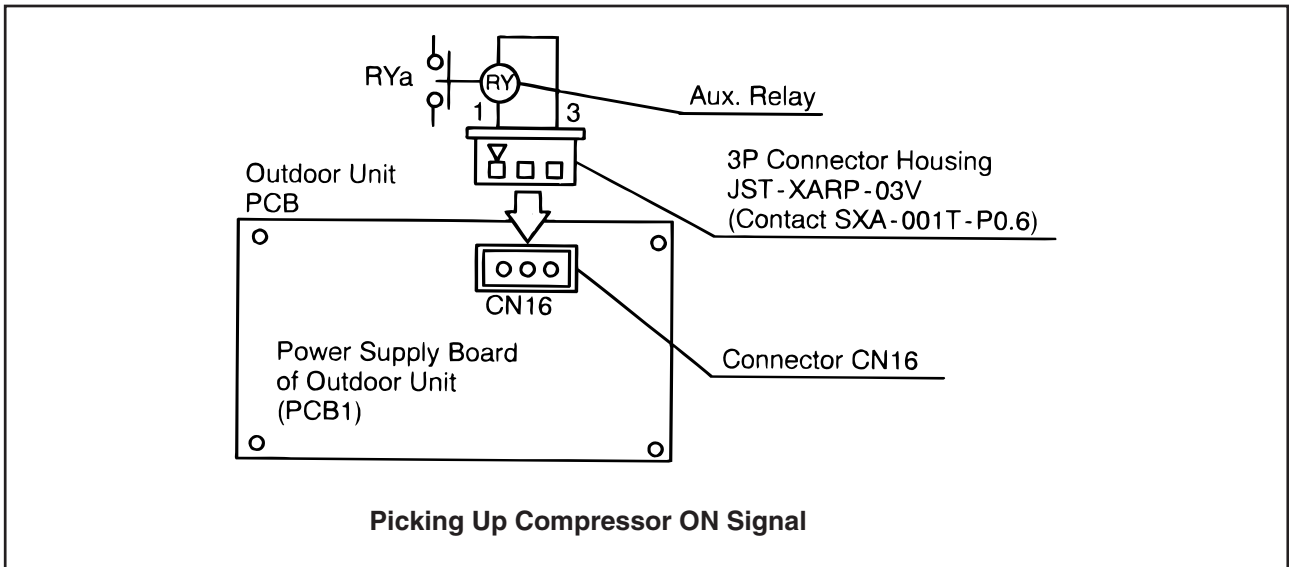 RYa
RY
1 3
Aux. Relay
3P Connector Housing
JST-XARP-03V
(Contact SXA-001T-P0.6)
Outdoor Unit
PCB
CN16
Connector CN16
Power Supply Board
of Outdoor Unit
(PCB1)
Picking Up Compressor ON Signal